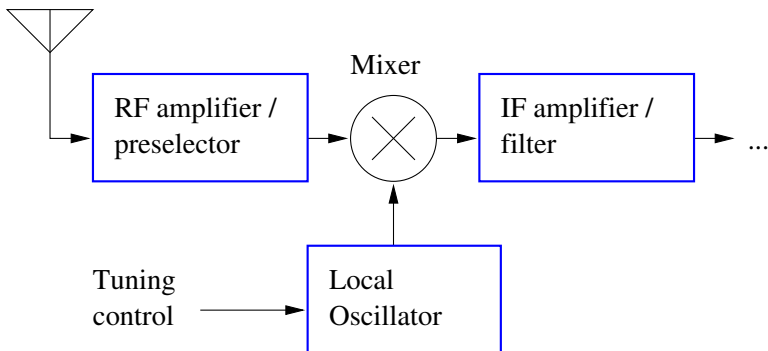 Mixer
RF amplifier /
preselector
IF amplifier /
filter
...
Tuning
control
Local
Oscillator